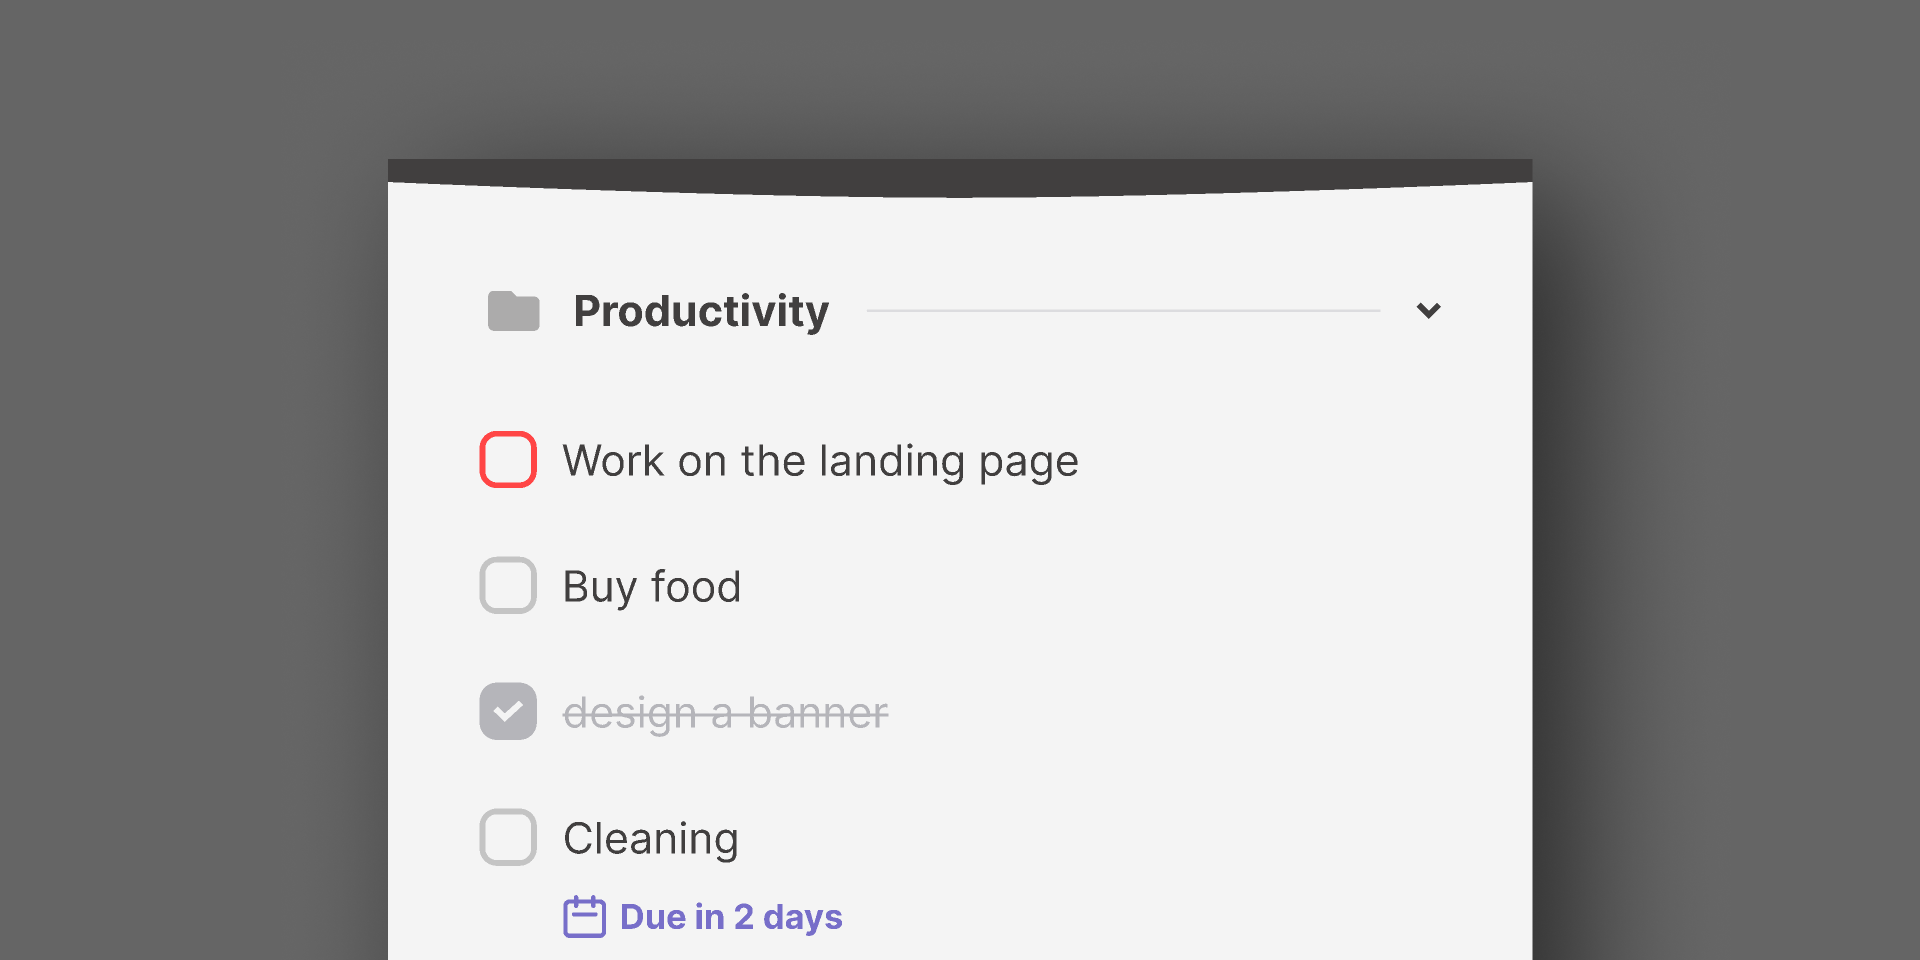 Productivity
Work on the landing page
Buy food
design a banner
Cleaning
Due in 2 days